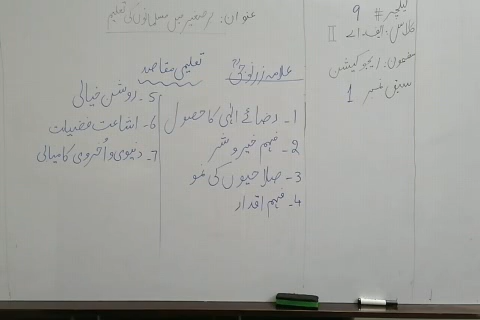 لیکچر # 9
کلاس: ایف اے II
مضمون: ایجوکیشن
سبق نمبر 1
عنوان: برصغیر میں مسلمانوں کی تعلیم
تعلیمی مقاصد
علامہ زرنوجیؒ
1۔ رضائے الٰہی کا حصول
2۔ فہم خیر و شر
3۔ صلاحیوں کی نمو
4۔ فہم اقدار
5۔ روشن خیالی
6۔ اشاعت فضیلت
7۔ دنیوی و اُخروی کامیابی